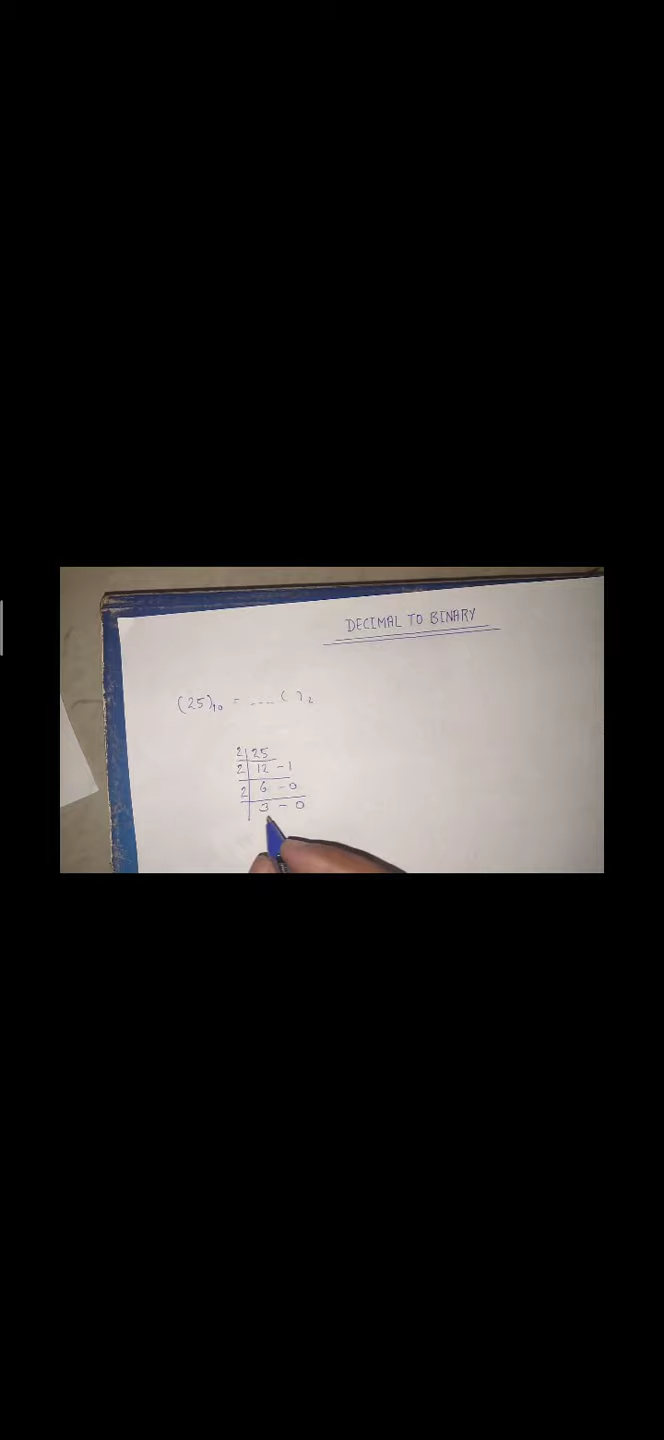 DECIMAL TO BINARY
(25)10 = .... ( )2
2 25
2 12 - 1
2 6 - 0
3 - 0